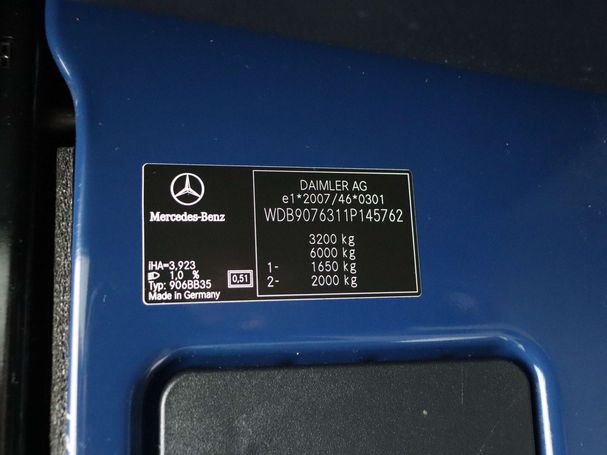 Mercedes-Benz
iHA=3,923
1,0 %
Typ: 906BB35
Made in Germany
0,51
DAIMLER AG
e1*2007/46*0301
WDB9076311P145762
3200 kg
6000 kg
1- 1650 kg
2- 2000 kg